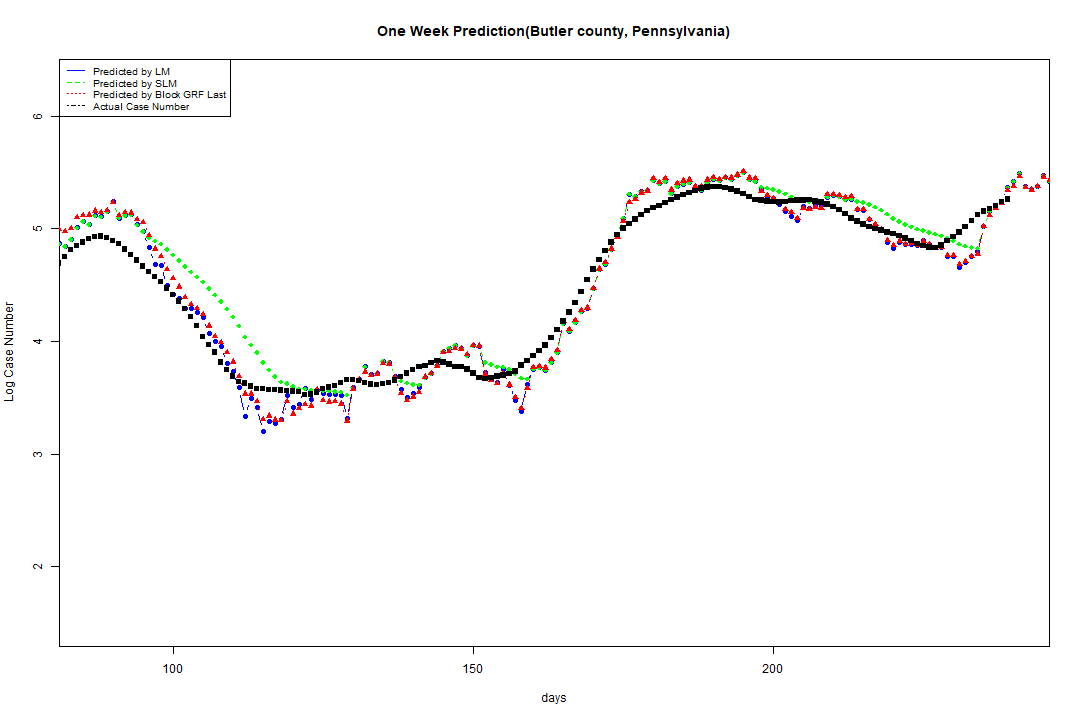 One Week Prediction(Butler county, Pennsylvania)
Predicted by LM
Predicted by SLM
Predicted by Block GRF Last
Actual Case Number
6
5
4
3
2
Log Case Number
100 150 200
days